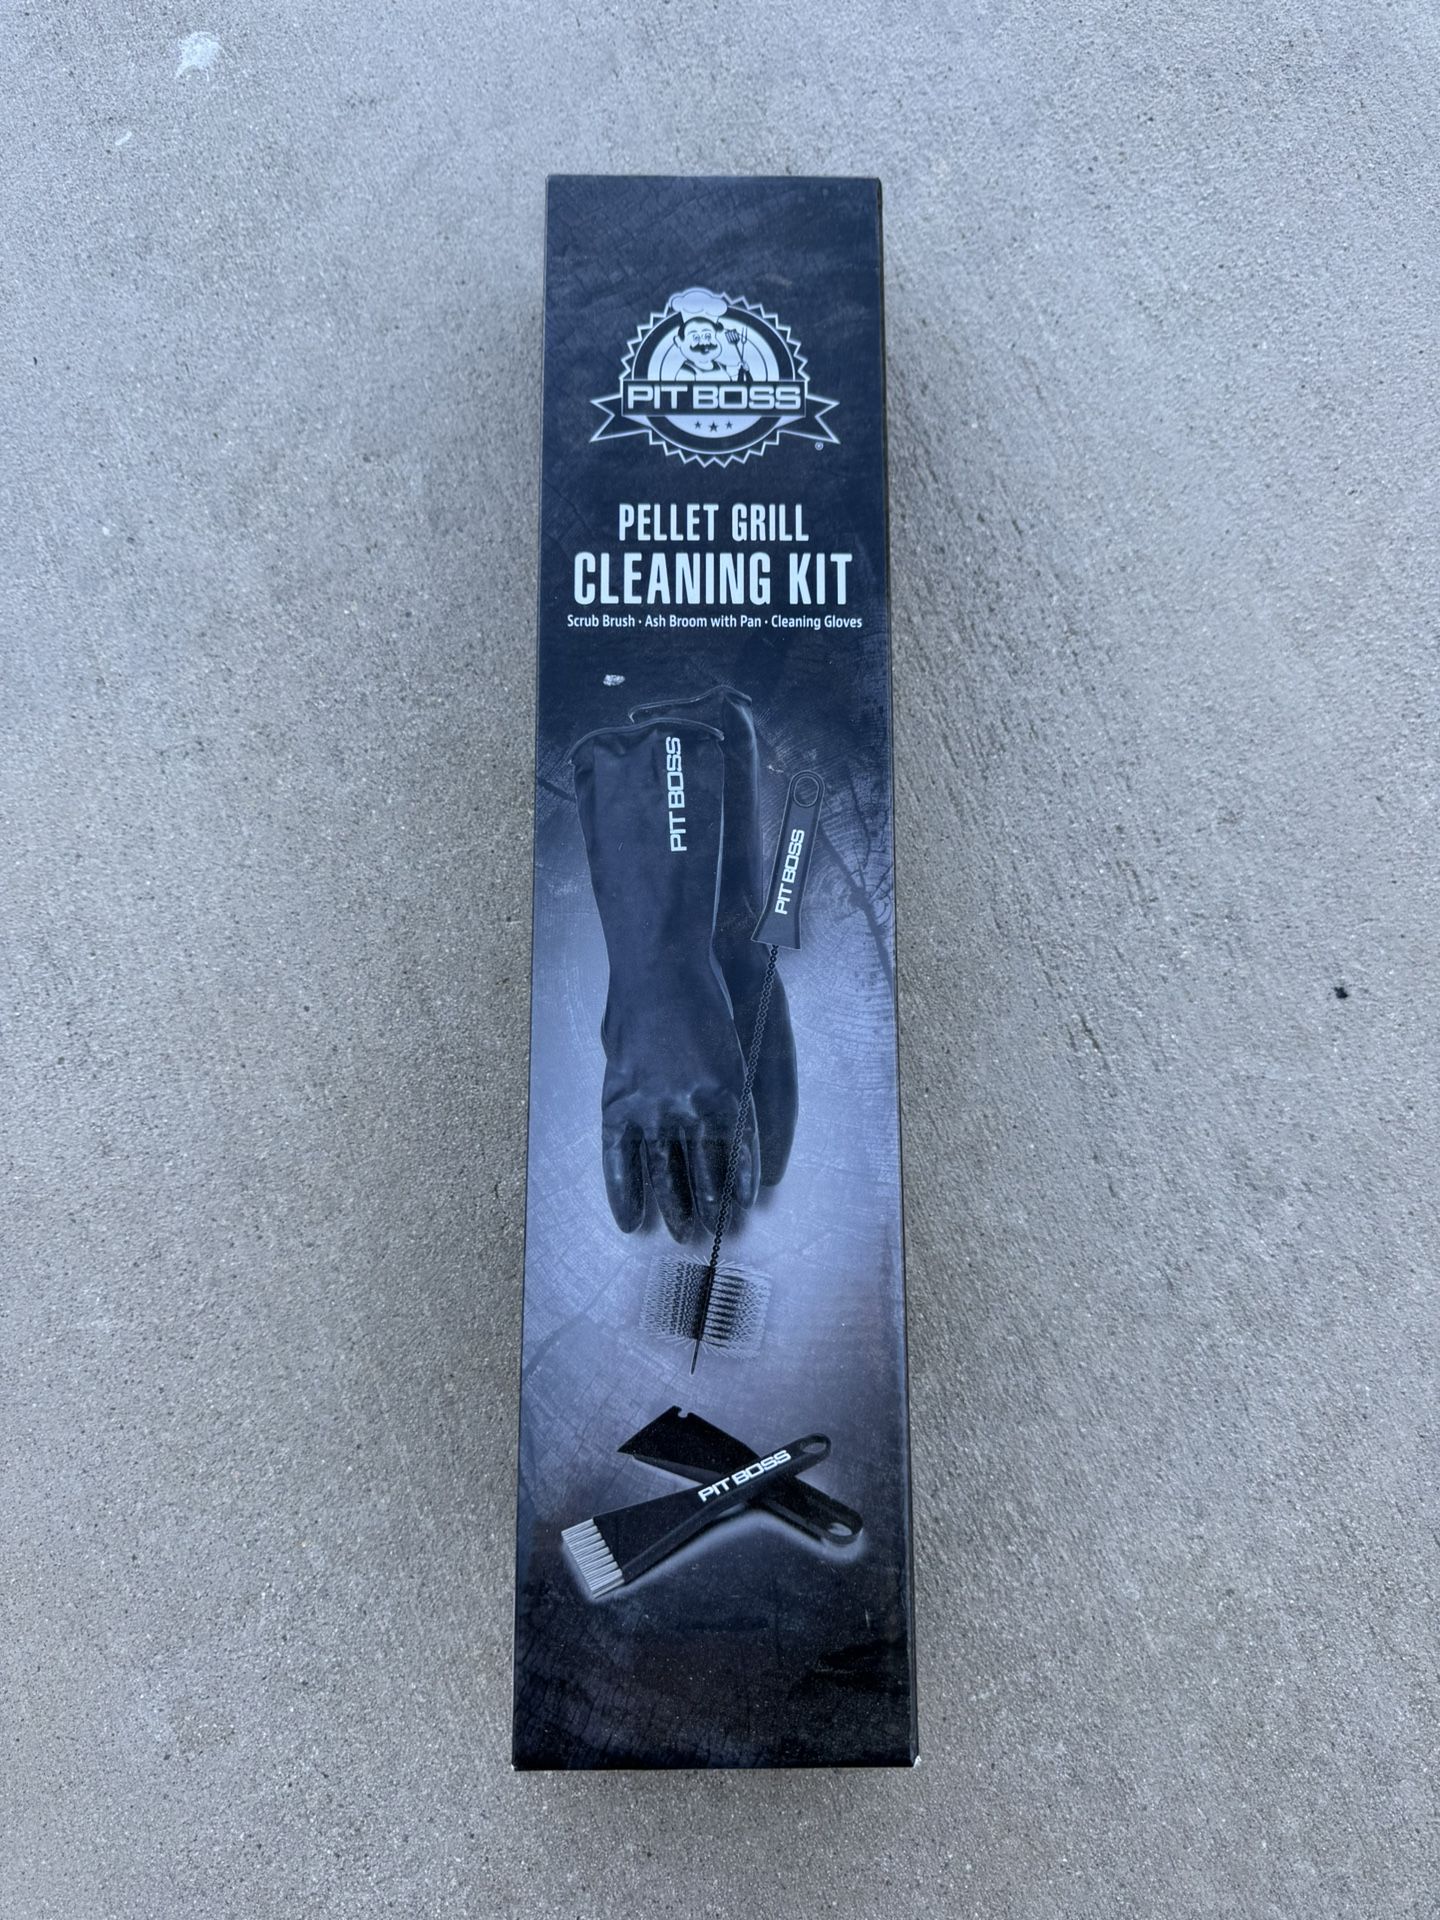 PIT BOSS
®
PELLET GRILL
CLEANING KIT
Scrub Brush · Ash Broom with Pan · Cleaning Gloves
PIT BOSS
PIT BOSS
PIT BOSS